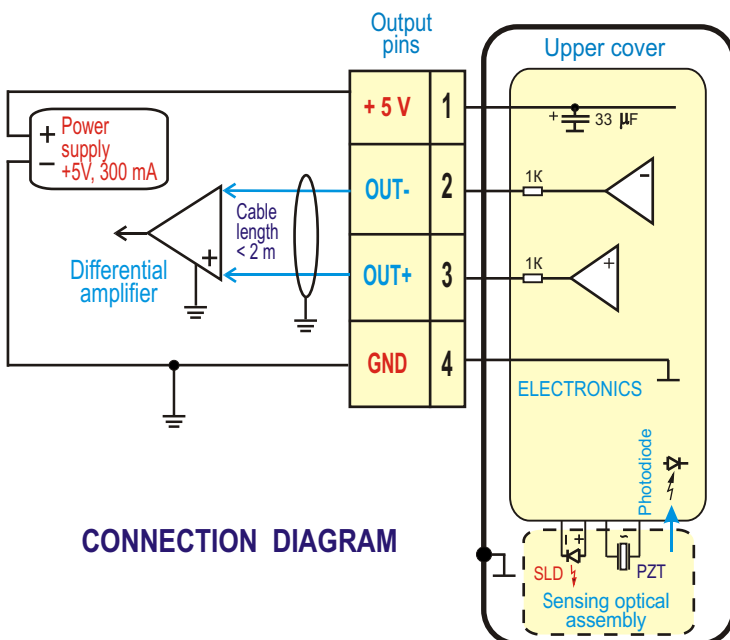 Output
pins
Upper cover
+ 5 V
1
+
33 µF
+
−
Power
supply
+5V, 300 mA
OUT-
2
1K
-
Cable
length
< 2 m
+
Differential
amplifier
OUT+
3
1K
+
GND
4
ELECTRONICS
Photodiode
CONNECTION DIAGRAM
- +
~
SLD
PZT
Sensing optical
assembly